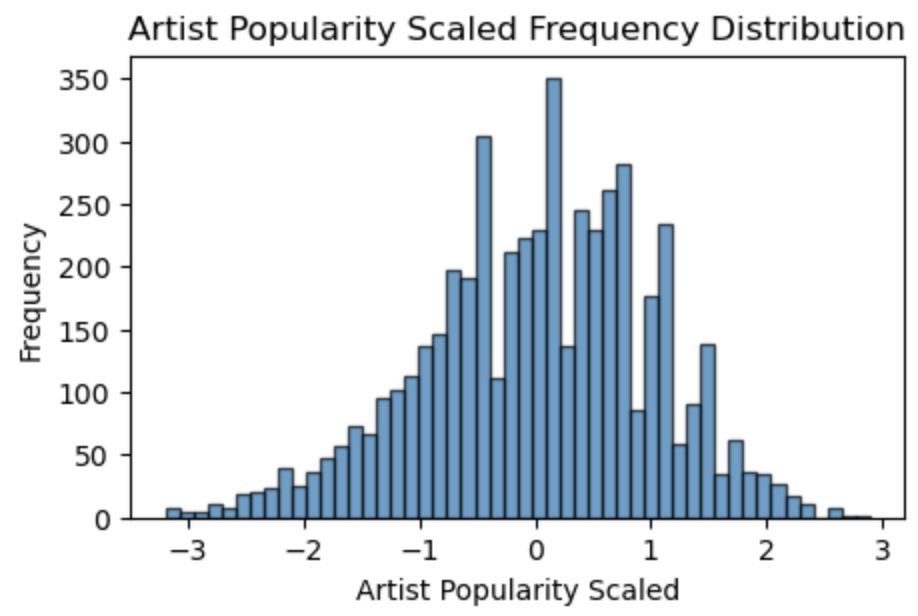 Artist Popularity Scaled Frequency Distribution
350
300
250
200
150
100
50
0
Frequency
−3 −2 −1 0 1 2 3
Artist Popularity Scaled